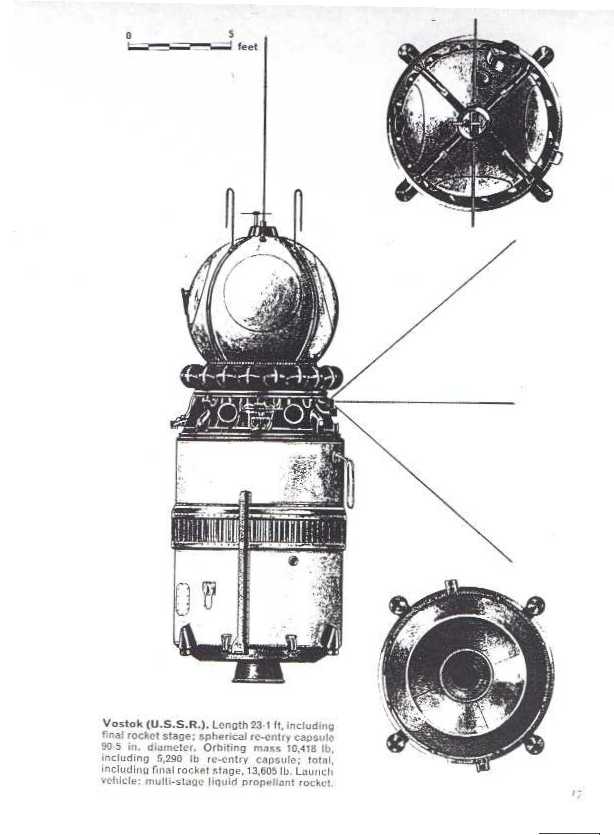 0 5
feet
Vostok (U.S.S.R.). Length 23·1 ft, including
final rocket stage; spherical re-entry capsule
90·5 in. diameter. Orbiting mass 10,418 lb,
including 5,290 lb re-entry capsule; total,
including final rocket stage, 13,605 lb. Launch
vehicle: multi-stage liquid propellant rocket.
17